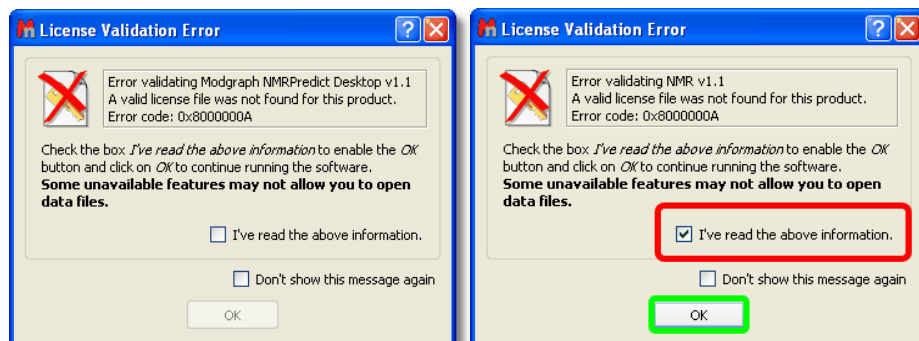 License Validation Error
Error validating Modgraph NMRPredict Desktop v1.1
A valid license file was not found for this product.
Error code: 0x8000000A
Check the box I've read the above information to enable the OK
button and click on OK to continue running the software.
Some unavailable features may not allow you to open
data files.
I've read the above information.
Don't show this message again
OK
License Validation Error
Error validating NMR v1.1
A valid license file was not found for this product.
Error code: 0x8000000A
Check the box I've read the above information to enable the OK
button and click on OK to continue running the software.
Some unavailable features may not allow you to open
data files.
I've read the above information.
Don't show this message again
OK